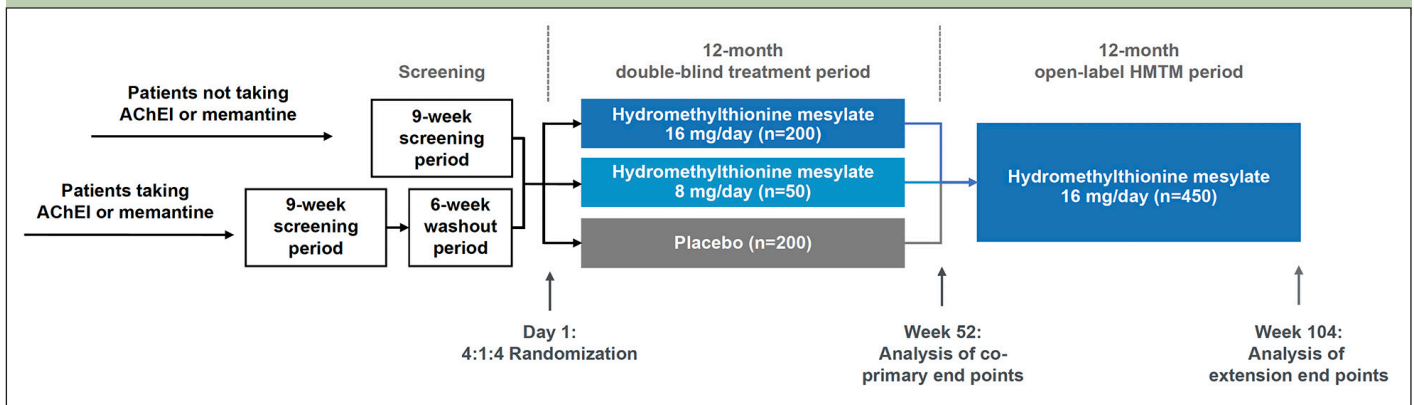 Screening
12-month
double-blind treatment period
12-month
open-label HMTM period
Patients not taking
AChEI or memantine
9-week
screening
period
Patients taking
AChEI or memantine
9-week
screening
period
6-week
washout
period
Hydromethylthionine mesylate
16 mg/day (n=200)
Hydromethylthionine mesylate
8 mg/day (n=50)
Placebo (n=200)
Hydromethylthionine mesylate
16 mg/day (n=450)
Day 1:
4:1:4 Randomization
Week 52:
Analysis of co-
primary end points
Week 104:
Analysis of
extension end points